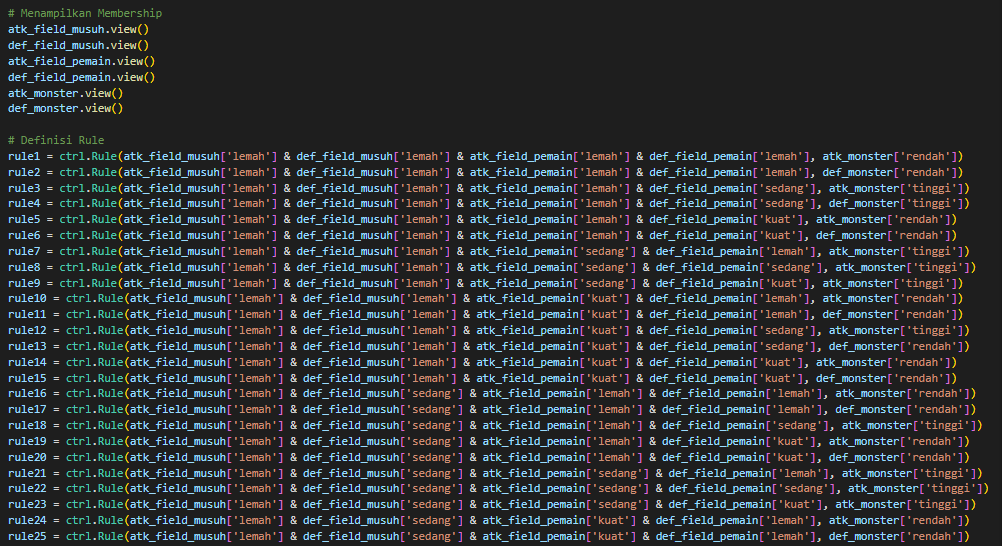 # Menampilkan Membership
atk_field_musuh.view()
def_field_musuh.view()
atk_field_pemain.view()
def_field_pemain.view()
atk_monster.view()
def_monster.view()
# Definisi Rule
rule1 = ctrl.Rule(atk_field_musuh['lemah'] & def_field_musuh['lemah'] & atk_field_pemain['lemah'] & def_field_pemain['lemah'], atk_monster['rendah'])
rule2 = ctrl.Rule(atk_field_musuh['lemah'] & def_field_musuh['lemah'] & atk_field_pemain['lemah'] & def_field_pemain['lemah'], def_monster['rendah'])
rule3 = ctrl.Rule(atk_field_musuh['lemah'] & def_field_musuh['lemah'] & atk_field_pemain['lemah'] & def_field_pemain['sedang'], atk_monster['tinggi'])
rule4 = ctrl.Rule(atk_field_musuh['lemah'] & def_field_musuh['lemah'] & atk_field_pemain['lemah'] & def_field_pemain['sedang'], def_monster['tinggi'])
rule5 = ctrl.Rule(atk_field_musuh['lemah'] & def_field_musuh['lemah'] & atk_field_pemain['lemah'] & def_field_pemain['kuat'], atk_monster['rendah'])
rule6 = ctrl.Rule(atk_field_musuh['lemah'] & def_field_musuh['lemah'] & atk_field_pemain['lemah'] & def_field_pemain['kuat'], def_monster['rendah'])
rule7 = ctrl.Rule(atk_field_musuh['lemah'] & def_field_musuh['lemah'] & atk_field_pemain['sedang'] & def_field_pemain['lemah'], atk_monster['tinggi'])
rule8 = ctrl.Rule(atk_field_musuh['lemah'] & def_field_musuh['lemah'] & atk_field_pemain['sedang'] & def_field_pemain['sedang'], atk_monster['tinggi'])
rule9 = ctrl.Rule(atk_field_musuh['lemah'] & def_field_musuh['lemah'] & atk_field_pemain['sedang'] & def_field_pemain['kuat'], atk_monster['tinggi'])
rule10 = ctrl.Rule(atk_field_musuh['lemah'] & def_field_musuh['lemah'] & atk_field_pemain['kuat'] & def_field_pemain['lemah'], atk_monster['rendah'])
rule11 = ctrl.Rule(atk_field_musuh['lemah'] & def_field_musuh['lemah'] & atk_field_pemain['kuat'] & def_field_pemain['lemah'], def_monster['rendah'])
rule12 = ctrl.Rule(atk_field_musuh['lemah'] & def_field_musuh['lemah'] & atk_field_pemain['kuat'] & def_field_pemain['sedang'], atk_monster['tinggi'])
rule13 = ctrl.Rule(atk_field_musuh['lemah'] & def_field_musuh['lemah'] & atk_field_pemain['kuat'] & def_field_pemain['sedang'], def_monster['rendah'])
rule14 = ctrl.Rule(atk_field_musuh['lemah'] & def_field_musuh['lemah'] & atk_field_pemain['kuat'] & def_field_pemain['kuat'], atk_monster['rendah'])
rule15 = ctrl.Rule(atk_field_musuh['lemah'] & def_field_musuh['lemah'] & atk_field_pemain['kuat'] & def_field_pemain['kuat'], def_monster['rendah'])
rule16 = ctrl.Rule(atk_field_musuh['lemah'] & def_field_musuh['sedang'] & atk_field_pemain['lemah'] & def_field_pemain['lemah'], atk_monster['rendah'])
rule17 = ctrl.Rule(atk_field_musuh['lemah'] & def_field_musuh['sedang'] & atk_field_pemain['lemah'] & def_field_pemain['lemah'], def_monster['rendah'])
rule18 = ctrl.Rule(atk_field_musuh['lemah'] & def_field_musuh['sedang'] & atk_field_pemain['lemah'] & def_field_pemain['sedang'], atk_monster['tinggi'])
rule19 = ctrl.Rule(atk_field_musuh['lemah'] & def_field_musuh['sedang'] & atk_field_pemain['lemah'] & def_field_pemain['kuat'], atk_monster['rendah'])
rule20 = ctrl.Rule(atk_field_musuh['lemah'] & def_field_musuh['sedang'] & atk_field_pemain['lemah'] & def_field_pemain['kuat'], def_monster['rendah'])
rule21 = ctrl.Rule(atk_field_musuh['lemah'] & def_field_musuh['sedang'] & atk_field_pemain['sedang'] & def_field_pemain['lemah'], atk_monster['tinggi'])
rule22 = ctrl.Rule(atk_field_musuh['lemah'] & def_field_musuh['sedang'] & atk_field_pemain['sedang'] & def_field_pemain['sedang'], atk_monster['tinggi'])
rule23 = ctrl.Rule(atk_field_musuh['lemah'] & def_field_musuh['sedang'] & atk_field_pemain['sedang'] & def_field_pemain['kuat'], atk_monster['tinggi'])
rule24 = ctrl.Rule(atk_field_musuh['lemah'] & def_field_musuh['sedang'] & atk_field_pemain['kuat'] & def_field_pemain['lemah'], atk_monster['rendah'])
rule25 = ctrl.Rule(atk_field_musuh['lemah'] & def_field_musuh['sedang'] & atk_field_pemain['kuat'] & def_field_pemain['lemah'], def_monster['rendah'])